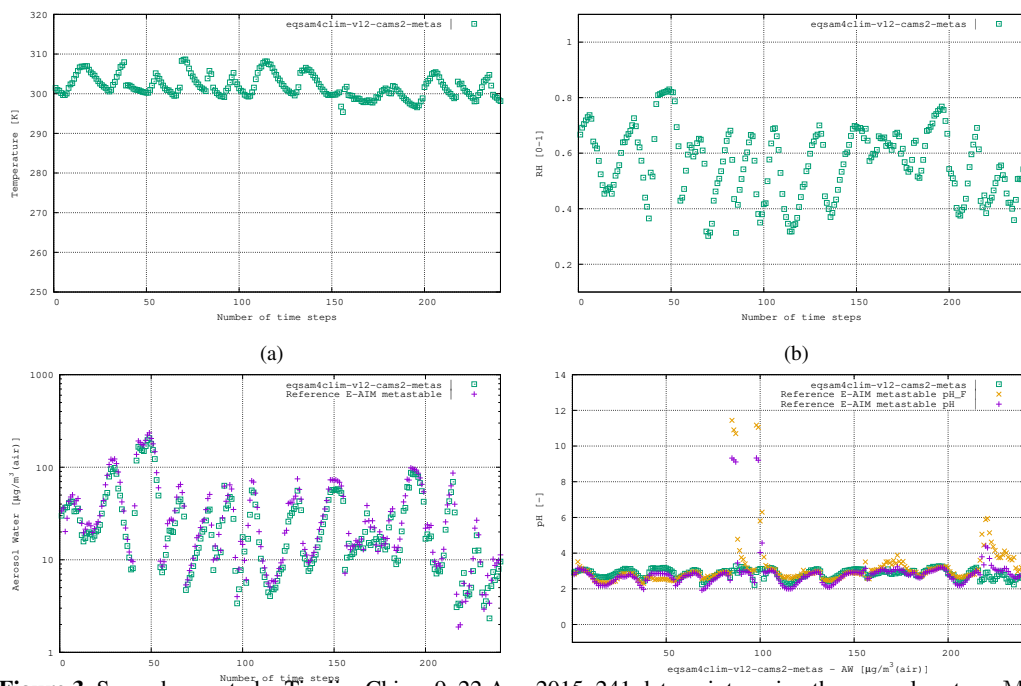 320
310
300
290
280
270
260
250
Temperature [K]
eqsam4clim-v12-cams2-metas
0 50 100 150 200
Number of time steps
(a)
1
0.8
0.6
0.4
0.2
RH [0-1]
eqsam4clim-v12-cams2-metas
0 50 100 150 200
Number of time steps
(b)
1000
100
10
1
Aerosol Water [µg/m³(air)]
eqsam4clim-v12-cams2-metas
Reference E-AIM metastable
0 50 100 150 200
Number of time steps
14
12
10
8
6
4
2
0
pH [-]
eqsam4clim-v12-cams2-metas
Reference E-AIM metastable pH_F
Reference E-AIM metastable pH
50 100 150 200
eqsam4clim-v12-cams2-metas - AW [µg/m³(air)]